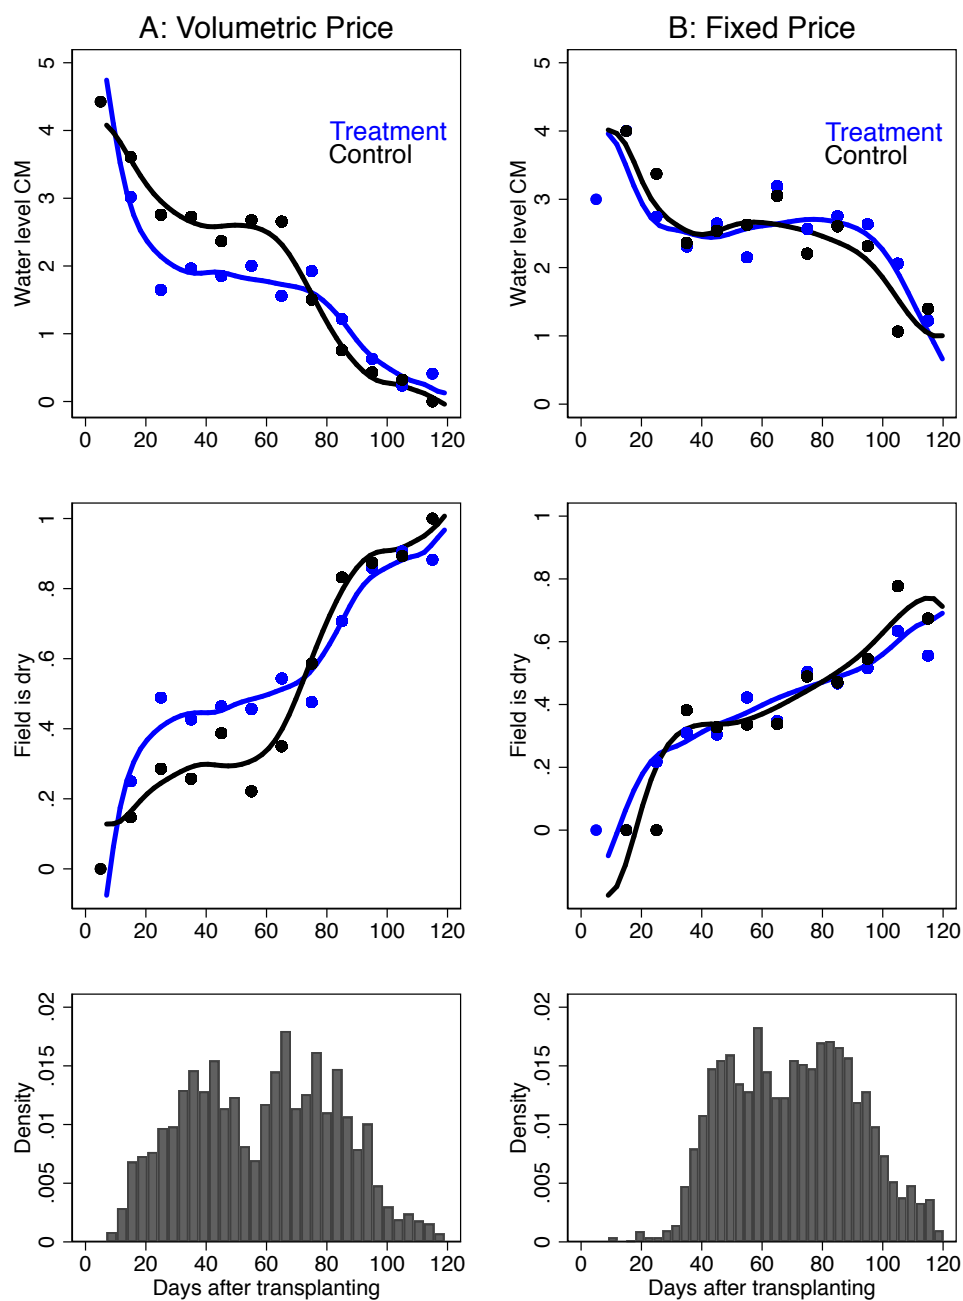 A: Volumetric Price
B: Fixed Price
Water level CM
5
4
3
2
1
0
Treatment
Control
0 20 40 60 80 100 120
Water level CM
5
4
3
2
1
0
Treatment
Control
0 20 40 60 80 100 120
Field is dry
1
.8
.6
.4
.2
0
0 20 40 60 80 100 120
Field is dry
1
.8
.6
.4
.2
0
0 20 40 60 80 100 120
Density
.02
.015
.01
.005
0
0 20 40 60 80 100 120
Days after transplanting
Density
.02
.015
.01
.005
0
0 20 40 60 80 100 120
Days after transplanting